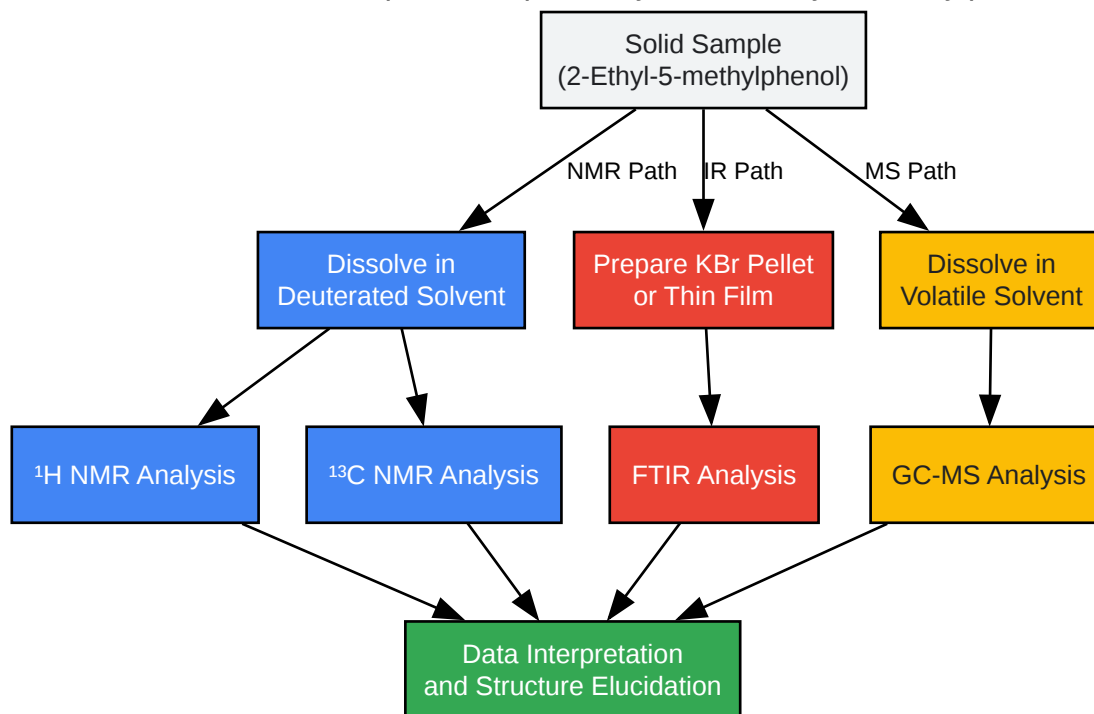 Solid Sample
(2-Ethyl-5-methylphenol)
NMR Path
IR Path
MS Path
Dissolve in
Deuterated Solvent
Prepare KBr Pellet
or Thin Film
Dissolve in
Volatile Solvent
¹H NMR Analysis
¹³C NMR Analysis
FTIR Analysis
GC-MS Analysis
Data Interpretation
and Structure Elucidation